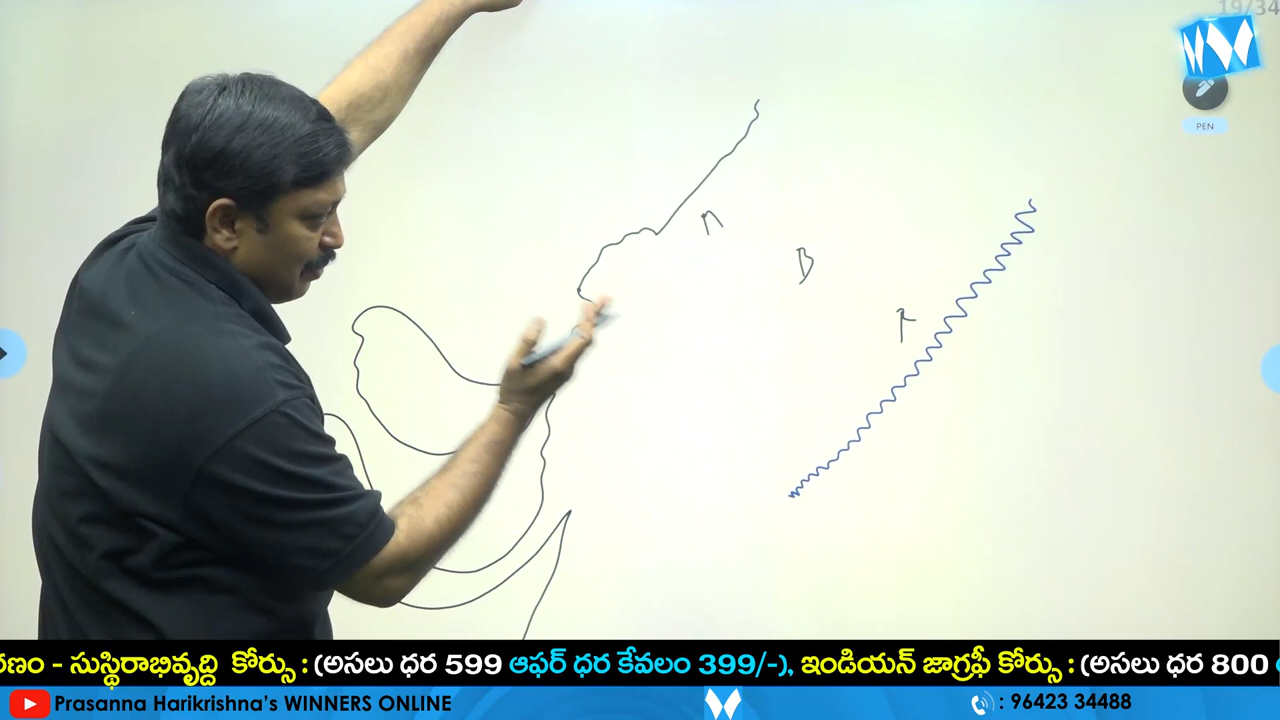 19/34
W
PEN
n
B
రణం - సుస్థిరాభివృద్ది కోర్సు : (అసలు ధర 599 ఆఫర్ ధర కేవలం 399/-), ఇండియన్ జాగ్రఫీ కోర్సు : (అసలు ధర 800
Prasanna Harikrishna's WINNERS ONLINE
W
: 96423 34488